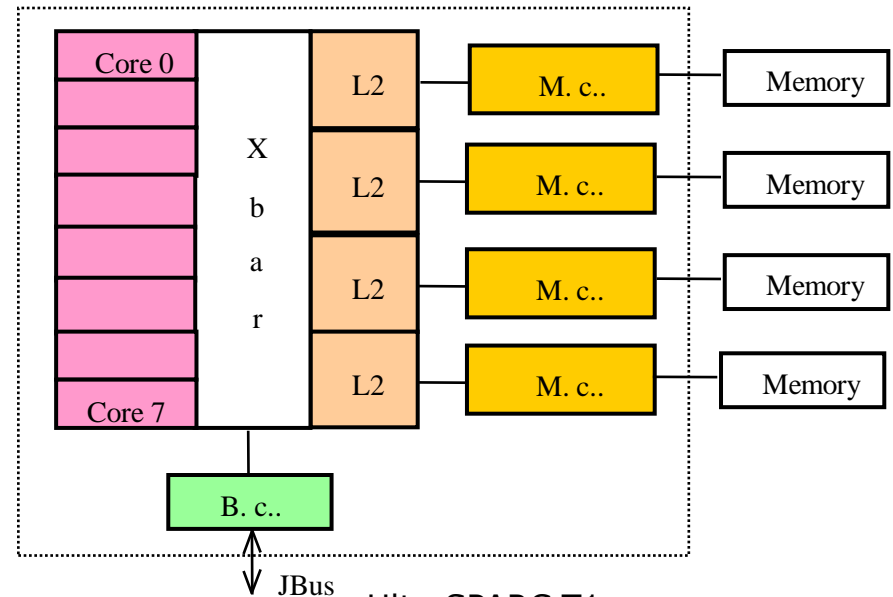 Core 0
L2
M. c..
Memory
X
b
a
r
L2
M. c..
Memory
L2
M. c..
Memory
Core 7
L2
M. c..
Memory
B. c..
JBus